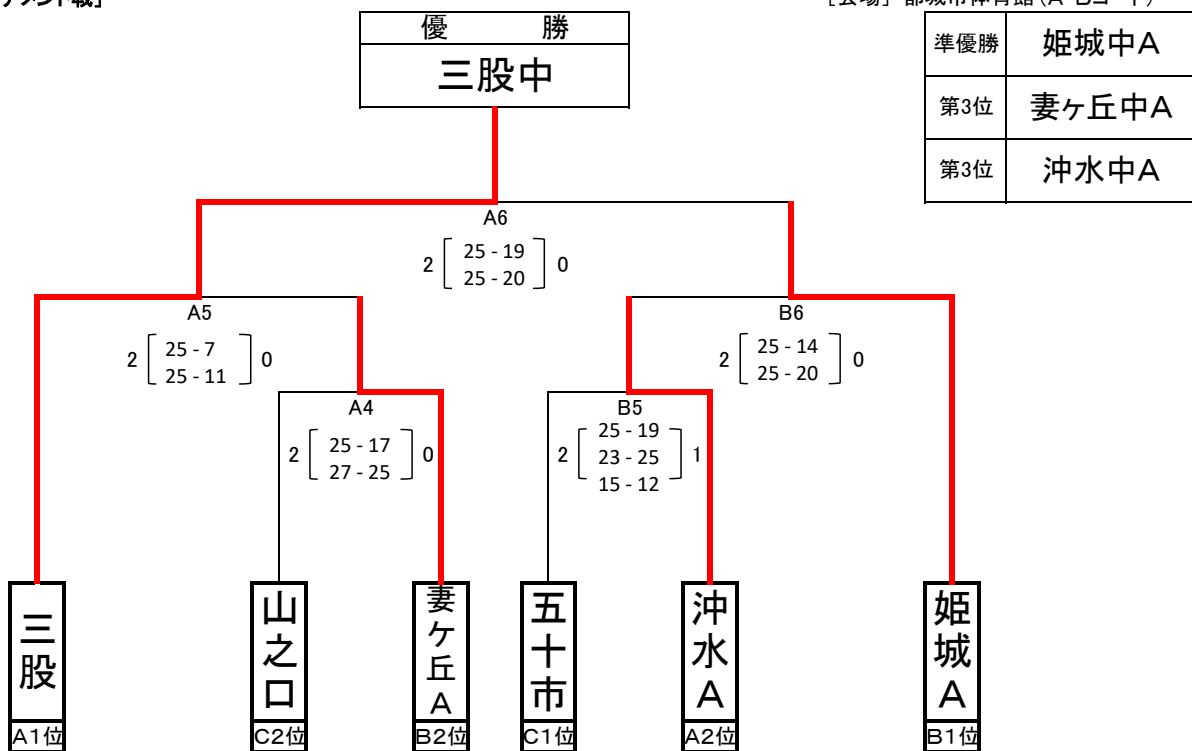 優　勝
三股中
準優勝 姫城中A
第3位 妻ヶ丘中A
第3位 沖水中A
A6
2 25 - 19 0
25 - 20
A5
2 25 - 7 0
25 - 11
B6
2 25 - 14 0
25 - 20
A4
2 25 - 17 0
27 - 25
B5
25 - 19
2 23 - 25 1
15 - 12
三股
A1位
山之口
C2位
妻ケ丘A
B2位
五十市
C1位
沖水A
A2位
姫城A
B1位